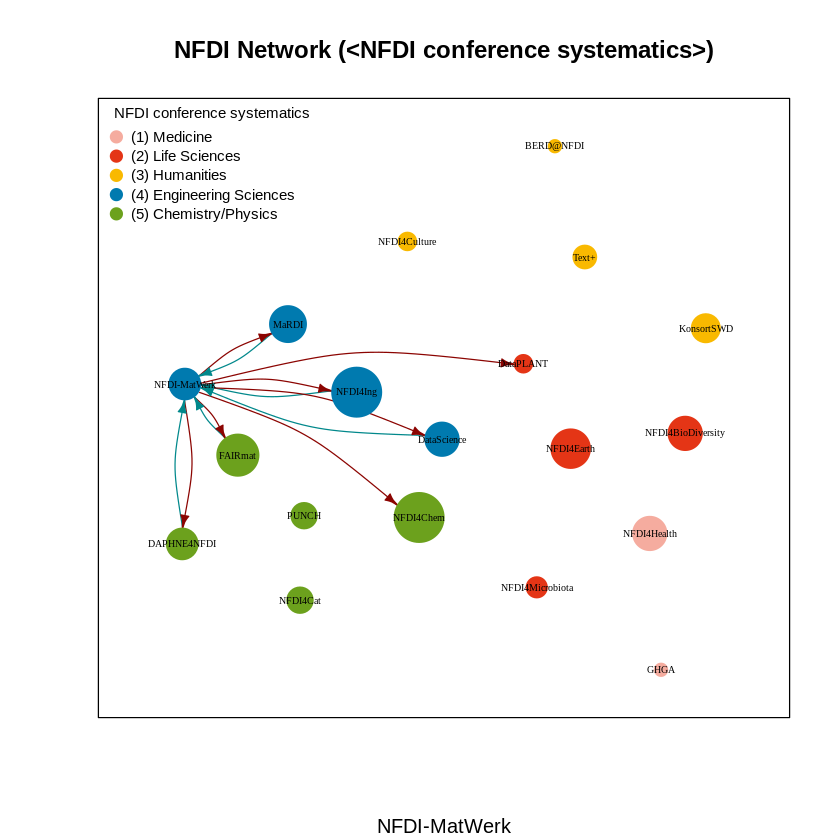 NFDI Network (<NFDI conference systematics>)
NFDI conference systematics
(1) Medicine
(2) Life Sciences
(3) Humanities
(4) Engineering Sciences
(5) Chemistry/Physics
BERD@NFDI
NFDI4Culture
Text+
MaRDI
KonsortSWD
DataPLANT
NFDI-MatWerk
NFDI4Ing
DataScience
NFDI4BioDiversity
NFDI4Earth
FAIRmat
PUNCH
NFDI4Chem
NFDI4Health
DAPHNE4NFDI
NFDI4Microbiota
NFDI4Cat
GHGA
NFDI-MatWerk